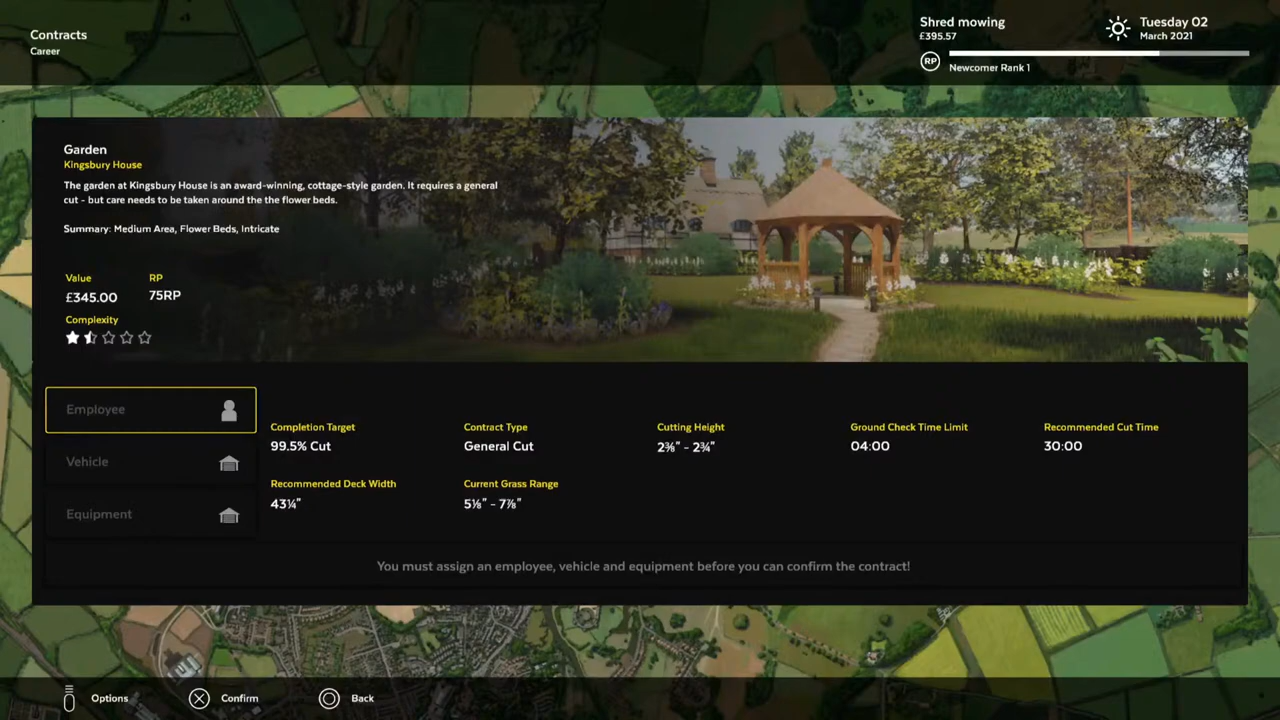 Contracts
Career
Shred mowing
£395.57
Tuesday 02
March 2021
RP
Newcomer Rank 1
Garden
Kingsbury House
The garden at Kingsbury House is an award-winning, cottage-style garden. It requires a general
cut - but care needs to be taken around the the flower beds.
Summary: Medium Area, Flower Beds, Intricate
Value RP
£345.00 75RP
Complexity
Employee
Vehicle
Equipment
Completion Target Contract Type Cutting Height Ground Check Time Limit Recommended Cut Time
99.5% Cut General Cut 2⅜" - 2¾" 04:00 30:00
Recommended Deck Width Current Grass Range
43¼" 5⅛" - 7⅞"
You must assign an employee, vehicle and equipment before you can confirm the contract!
Options Confirm Back